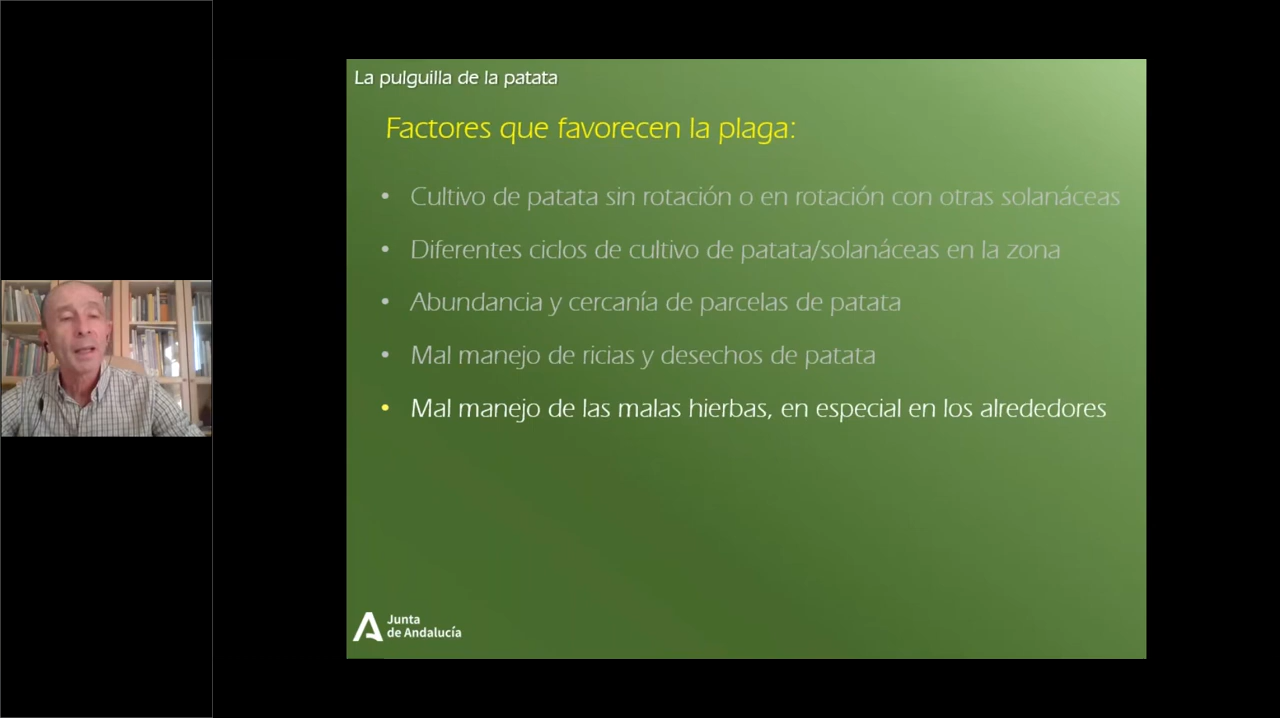 La pulguilla de la patata
Factores que favorecen la plaga:
• Cultivo de patata sin rotación o en rotación con otras solanáceas
• Diferentes ciclos de cultivo de patata/solanáceas en la zona
• Abundancia y cercanía de parcelas de patata
• Mal manejo de ricias y desechos de patata
• Mal manejo de las malas hierbas, en especial en los alrededores
Junta
de Andalucía